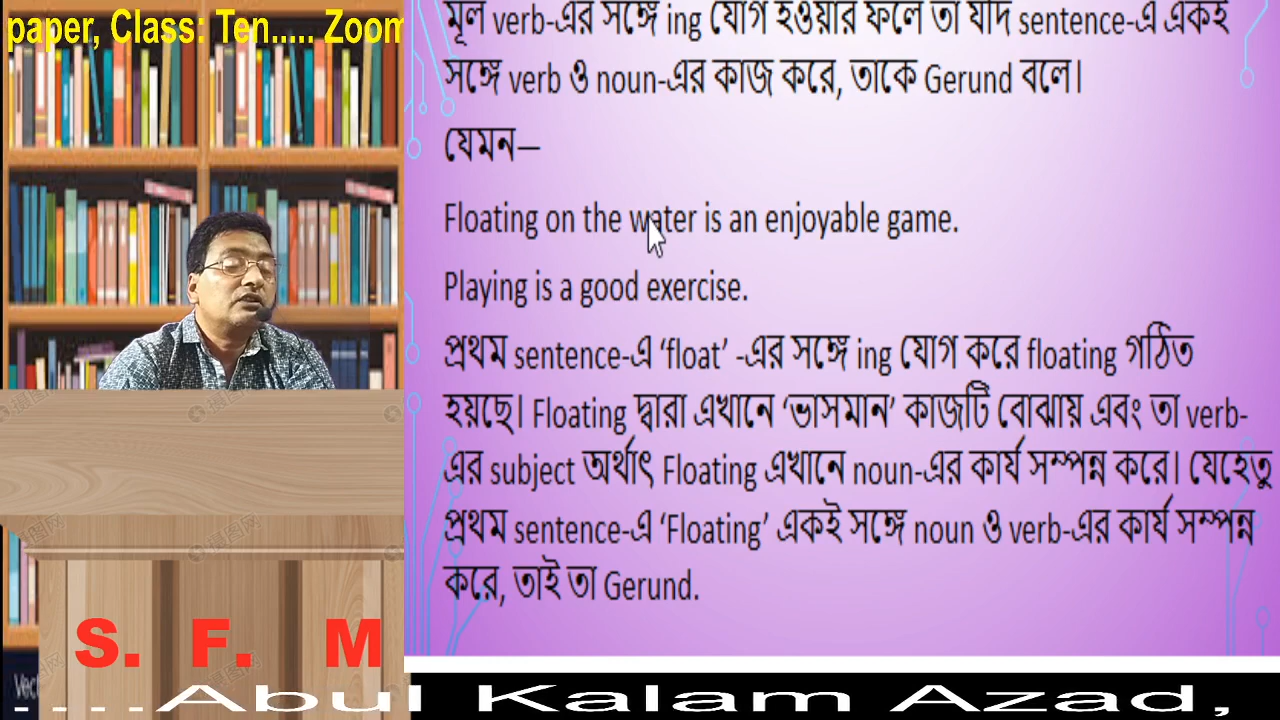 paper, Class: Ten..... Zoom
মূল verb-এর সঙ্গে ing যোগ হওয়ার ফলে তা যদি sentence-এ একই
সঙ্গে verb ও noun-এর কাজ করে, তাকে Gerund বলে।
যেমন–
Floating on the water is an enjoyable game.
Playing is a good exercise.
প্রথম sentence-এ ‘float’ -এর সঙ্গে ing যোগ করে floating গঠিত
হয়ছে। Floating দ্বারা এখানে ‘ভাসমান’ কাজটি বোঝায় এবং তা verb-
এর subject অর্থাৎ Floating এখানে noun-এর কার্য সম্পন্ন করে। যেহেতু
প্রথম sentence-এ ‘Floating’ একই সঙ্গে noun ও verb-এর কার্য সম্পন্ন
করে, তাই তা Gerund.
S. F. M
.....Abul Kalam Azad,